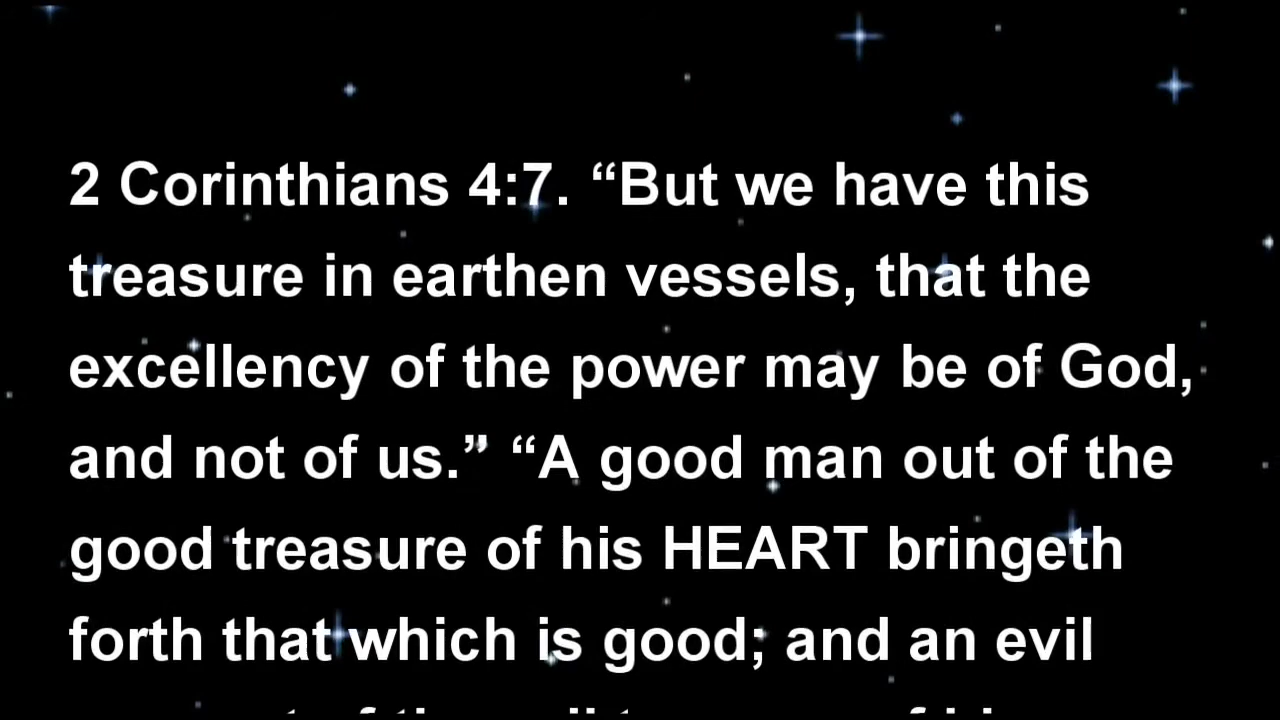 2 Corinthians 4:7. “But we have this
treasure in earthen vessels, that the
excellency of the power may be of God,
and not of us.” “A good man out of the
good treasure of his HEART bringeth
forth that which is good; and an evil